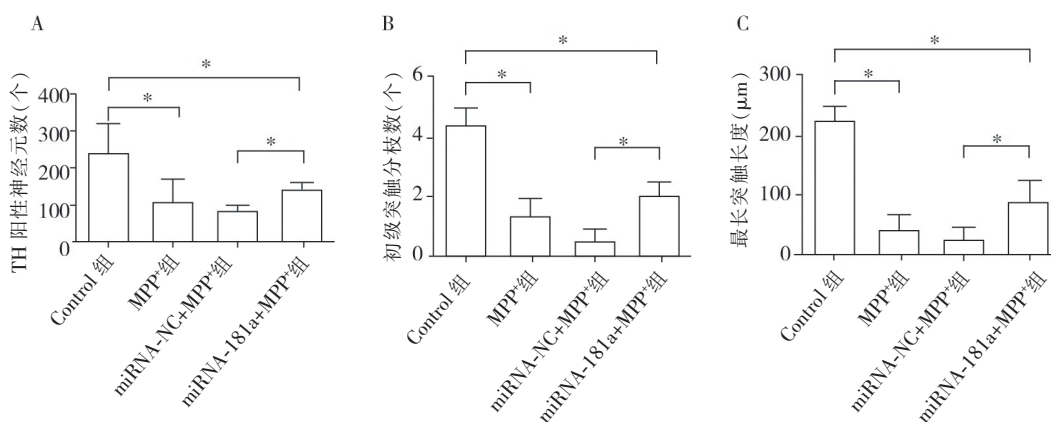 A
TH 阳性神经元数(个)
400
300
200
100
0
*
*
*
Control 组
MPP⁺组
miRNA-NC+MPP⁺组
miRNA-181a+MPP⁺组
B
初级突触分枝数(个)
6
4
2
0
*
*
*
Control 组
MPP⁺组
miRNA-NC+MPP⁺组
miRNA-181a+MPP⁺组
C
最长突触长度(μm)
300
200
100
0
*
*
*
Control 组
MPP⁺组
miRNA-NC+MPP⁺组
miRNA-181a+MPP⁺组